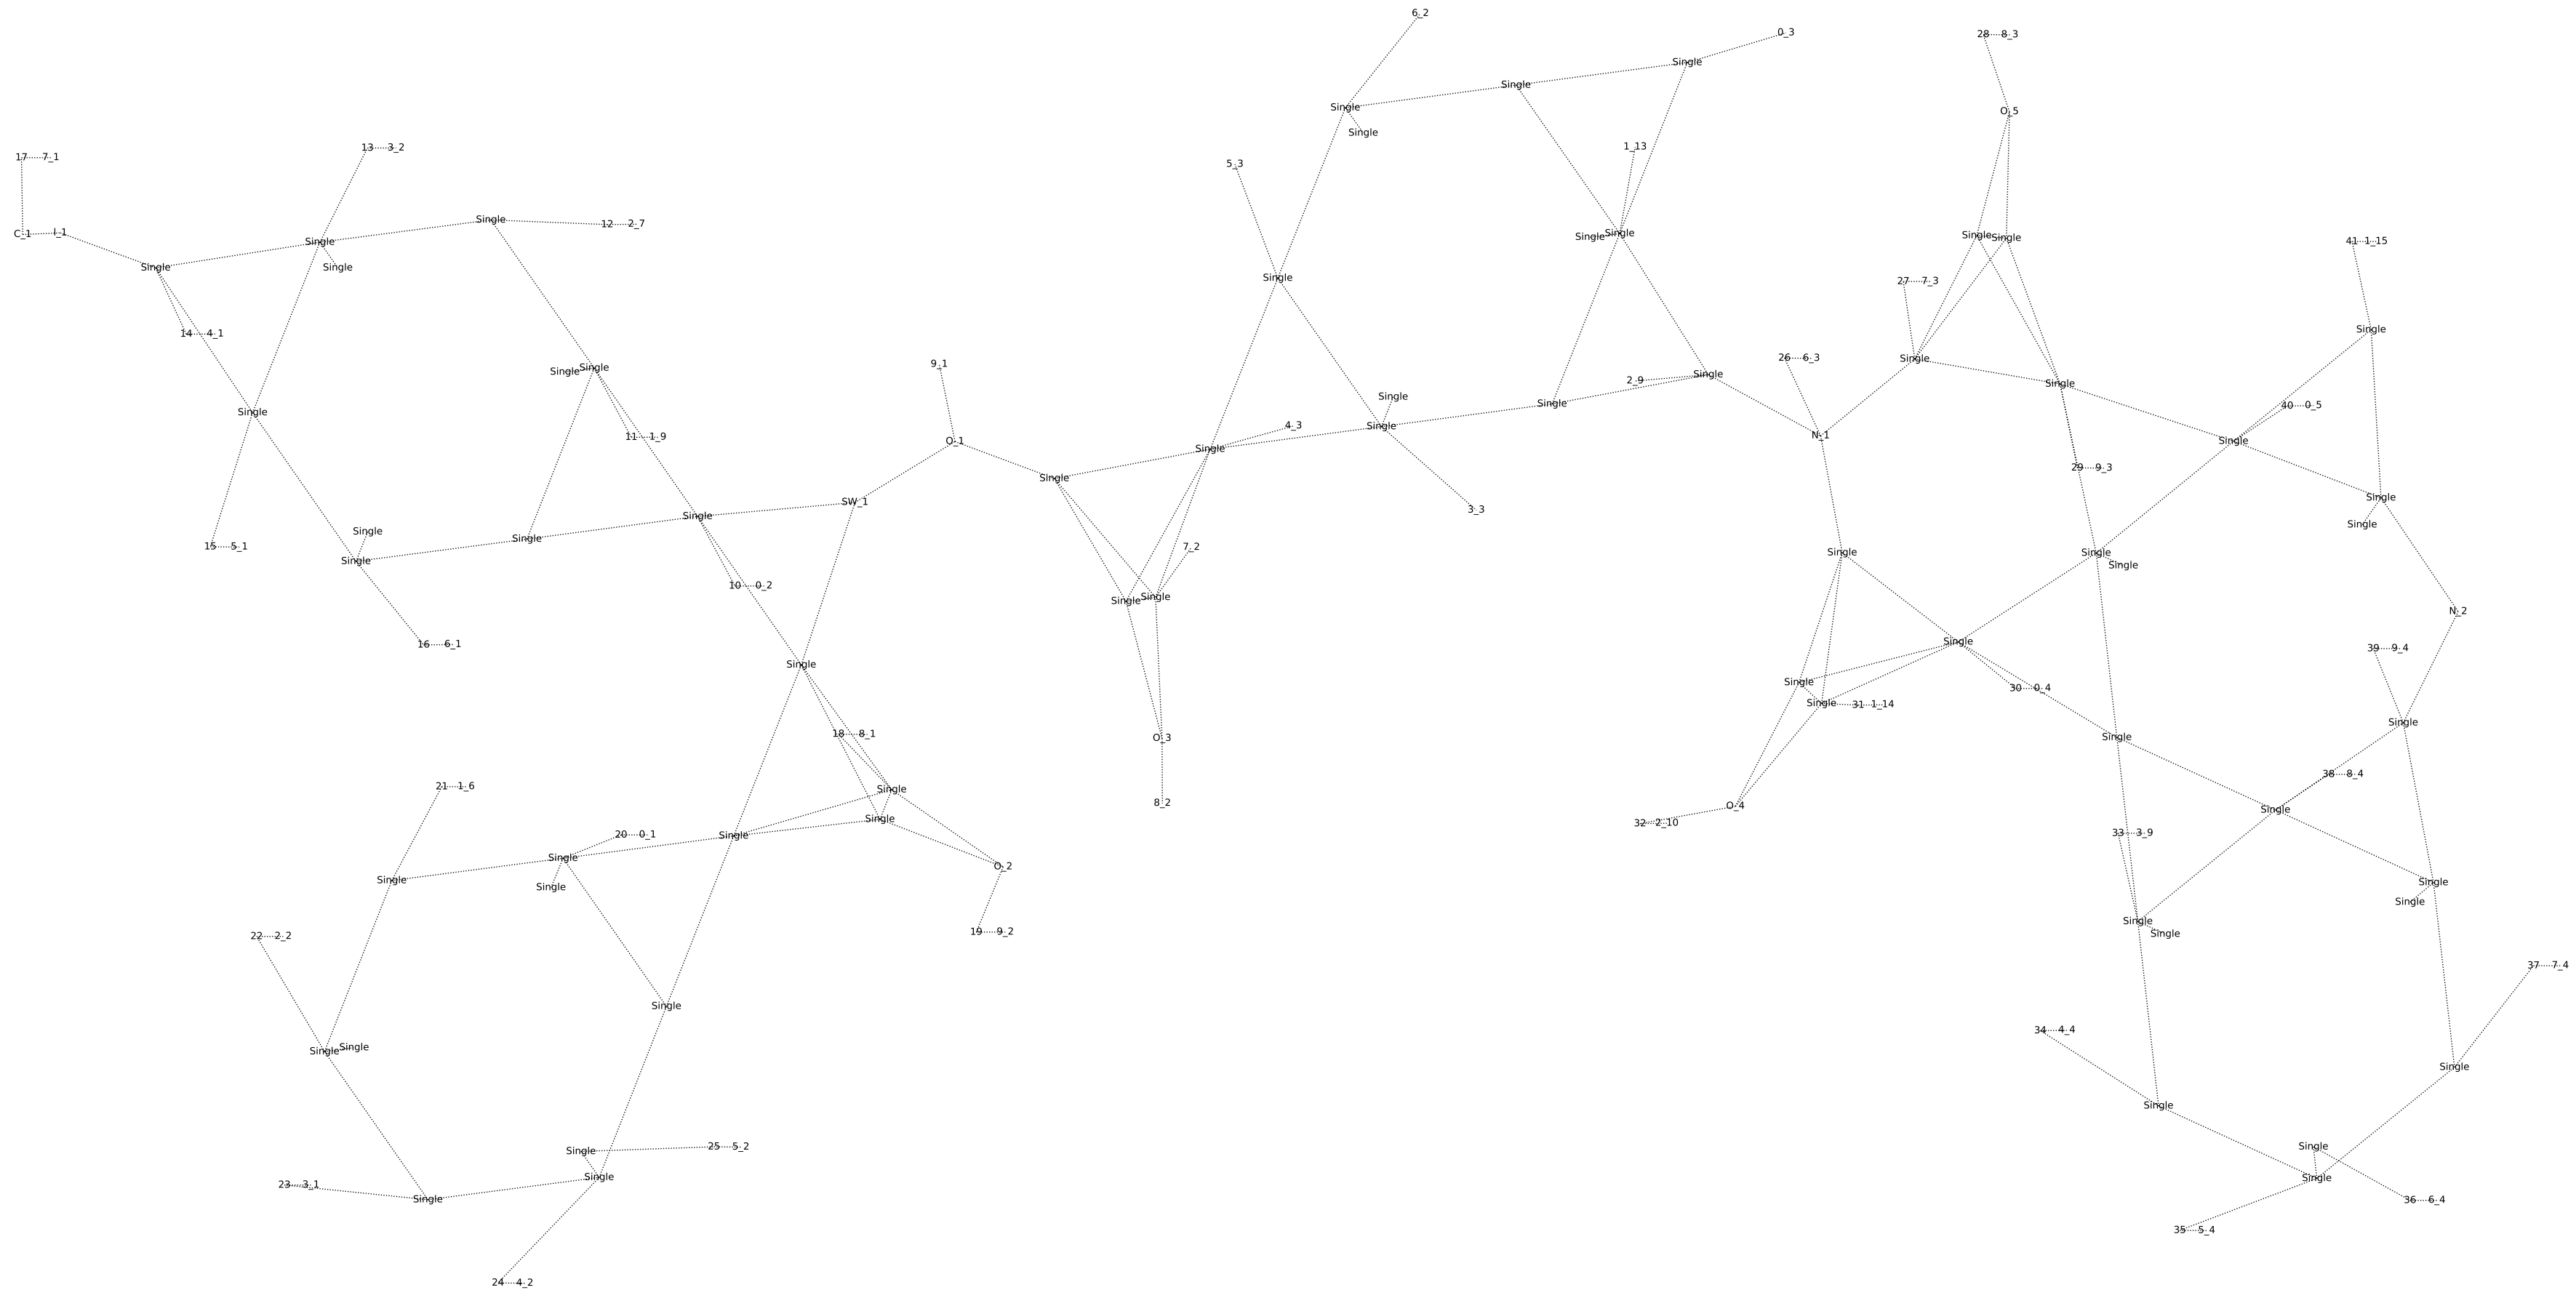 6_2
0_3
28 8_3
Single
Single
Single
O_5
Single
13 3_2
1_13
17 7_1
5_3
Single
12 2_7
C_1 I_1
Single Single
Single Single
Single
41 1_15
Single
Single
Single
27 7_3
Single
14 4_1
Single
26 6_3
Single
9_1
Single Single
Single
2_9
Single
Single
Single
40 0_5
Single
4_3
Single
11 1_9
N_1
O_1
Single
Single
29 9_3
Single
Single
SW_1
3_3
Single
Single
Single
Single
15 5_1
7_2
Single
Single
Single
Single
10 0_2
Single Single
N_2
Single
16 6_1
39 9_4
Single
Single
30 0_4
Single
31 1_14
Single
18 8_1
Single
O_3
38 8_4
21 1_6
Single
8_2
O_4
Single
Single
32 2_10
33 3_9
20 0_1
Single
Single
O_2
Single
Single
Single
Single
Single
19 9_2
Single
22 2_2
37 7_4
Single
34 4_4
Single Single
Single
Single
25 5_2
Single
Single
Single
Single
23 3_1
Single
36 6_4
35 5_4
24 4_2